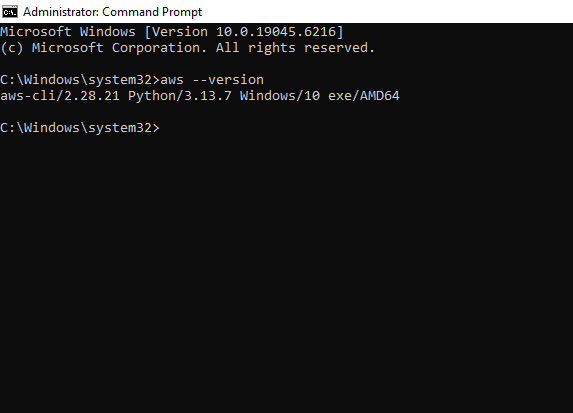 Administrator: Command Prompt
Microsoft Windows [Version 10.0.19045.6216]
(c) Microsoft Corporation. All rights reserved.
C:\Windows\system32>aws --version
aws-cli/2.28.21 Python/3.13.7 Windows/10 exe/AMD64
C:\Windows\system32>